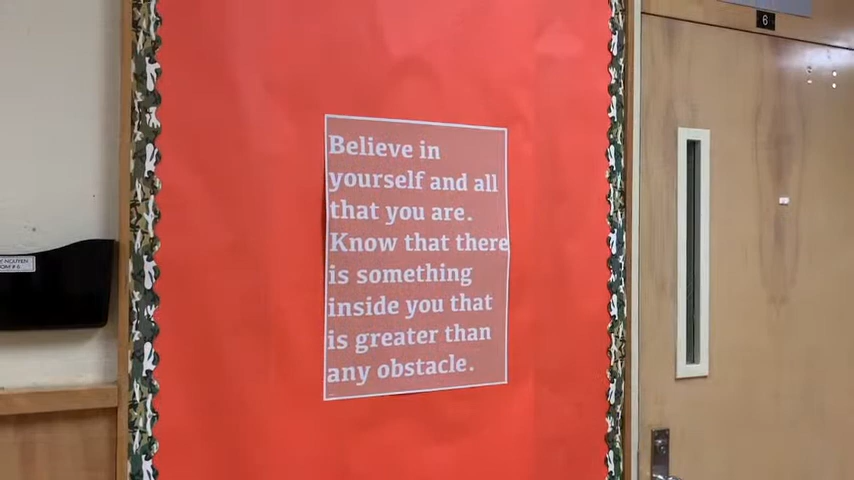 Believe in
yourself and all
that you are.
Know that there
is something
inside you that
is greater than
any obstacle.
6
NGUYEN